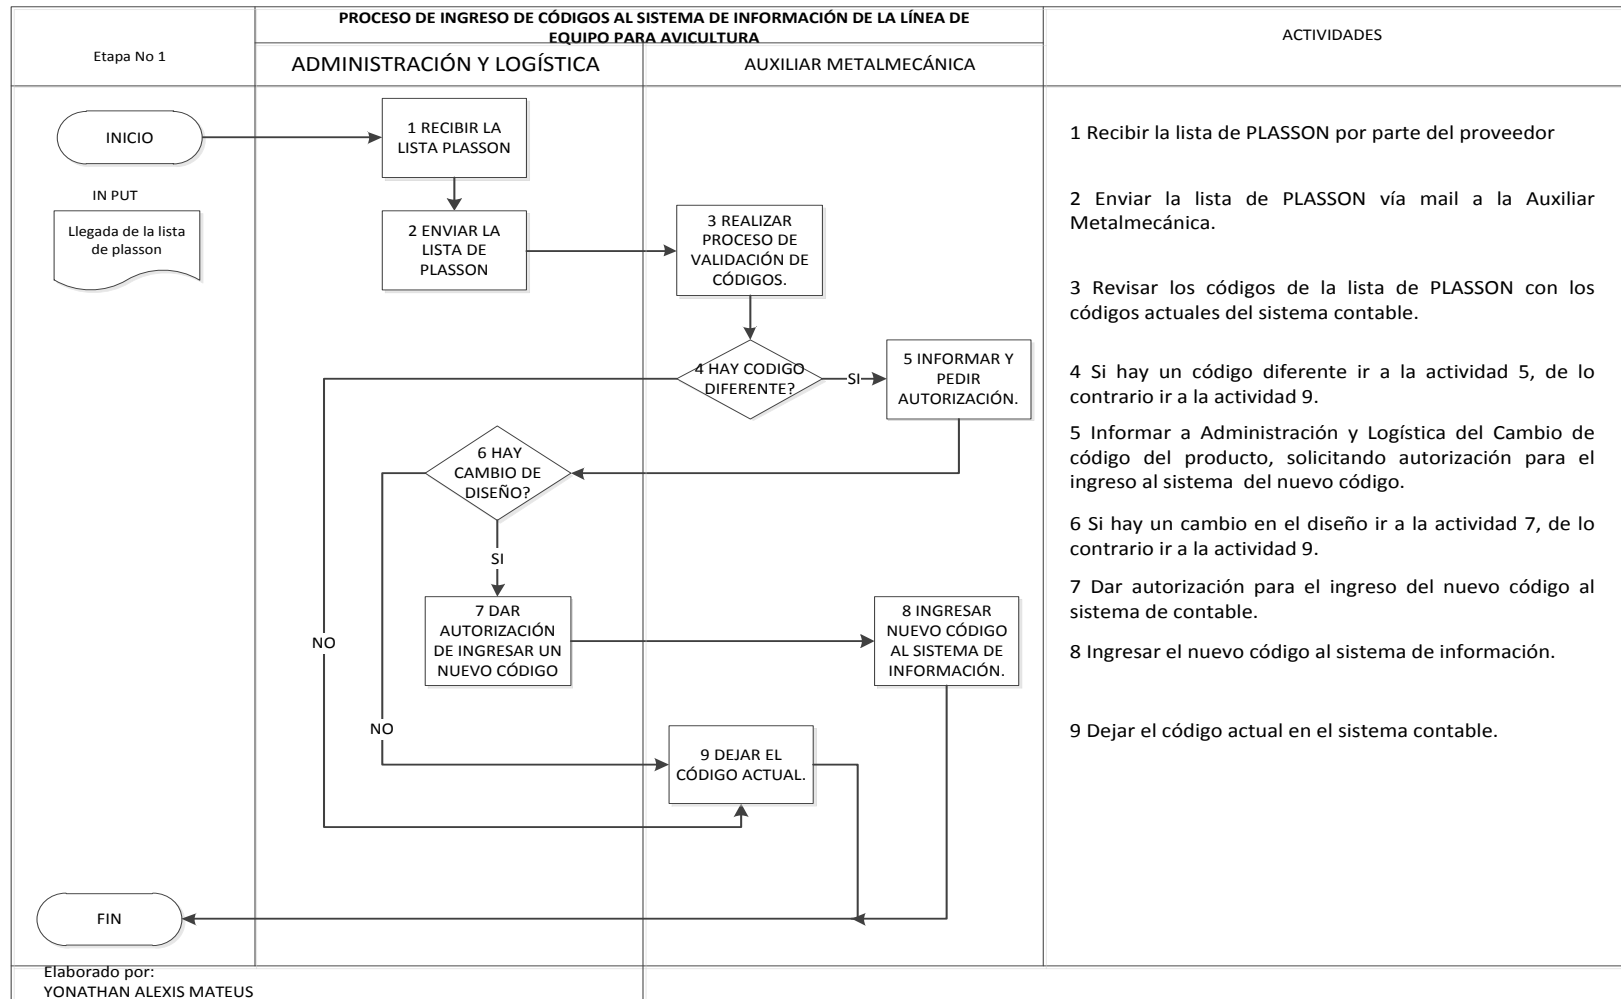 Etapa No 1
PROCESO DE INGRESO DE CÓDIGOS AL SISTEMA DE INFORMACIÓN DE LA LÍNEA DE
EQUIPO PARA AVICULTURA
ADMINISTRACIÓN Y LOGÍSTICA
AUXILIAR METALMECÁNICA
ACTIVIDADES
INICIO
IN PUT
Llegada de la lista
de plasson
1 RECIBIR LA
LISTA PLASSON
2 ENVIAR LA
LISTA DE
PLASSON
3 REALIZAR
PROCESO DE
VALIDACIÓN DE
CÓDIGOS.
4 HAY CODIGO
DIFERENTE?
SI
5 INFORMAR Y
PEDIR
AUTORIZACIÓN.
6 HAY
CAMBIO DE
DISEÑO?
SI
7 DAR
AUTORIZACIÓN
DE INGRESAR UN
NUEVO CÓDIGO
8 INGRESAR
NUEVO CÓDIGO
AL SISTEMA DE
INFORMACIÓN.
NO
NO
9 DEJAR EL
CÓDIGO ACTUAL.
FIN
1 Recibir la lista de PLASSON por parte del proveedor
2 Enviar la lista de PLASSON vía mail a la Auxiliar
Metalmecánica.
3 Revisar los códigos de la lista de PLASSON con los
códigos actuales del sistema contable.
4 Si hay un código diferente ir a la actividad 5, de lo
contrario ir a la actividad 9.
5 Informar a Administración y Logística del Cambio de
código del producto, solicitando autorización para el
ingreso al sistema del nuevo código.
6 Si hay un cambio en el diseño ir a la actividad 7, de lo
contrario ir a la actividad 9.
7 Dar autorización para el ingreso del nuevo código al
sistema de contable.
8 Ingresar el nuevo código al sistema de información.
9 Dejar el código actual en el sistema contable.
Elaborado por:
YONATHAN ALEXIS MATEUS